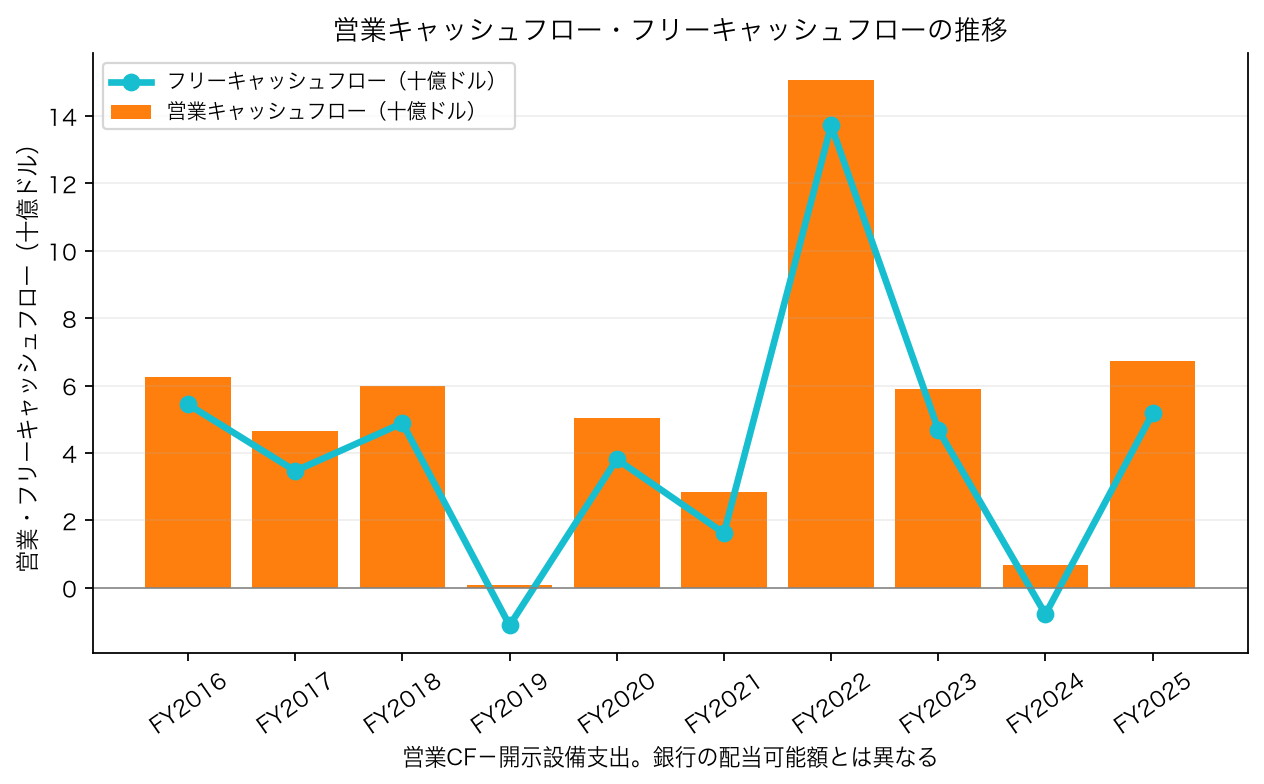 営業キャッシュフロー・フリーキャッシュフローの推移
フリーキャッシュフロー（十億ドル）
営業キャッシュフロー（十億ドル）
営業・フリーキャッシュフロー（十億ドル）
14
12
10
8
6
4
2
0
FY2016
FY2017
FY2018
FY2019
FY2020
FY2021
FY2022
FY2023
FY2024
FY2025
営業CF－開示設備支出。銀行の配当可能額とは異なる